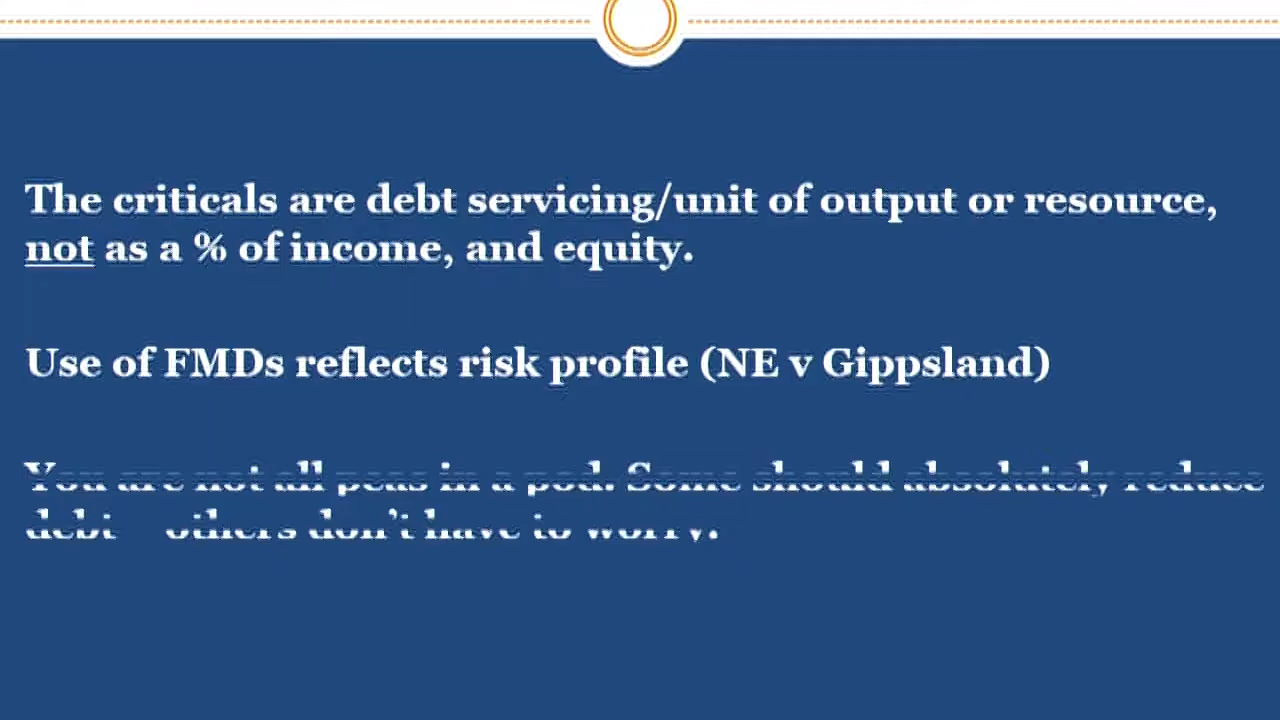 The criticals are debt servicing/unit of output or resource,
not as a % of income, and equity.
Use of FMDs reflects risk profile (NE v Gippsland)
You are not all peas in a pod. Some should absolutely reduce
debt – others don't have to worry.